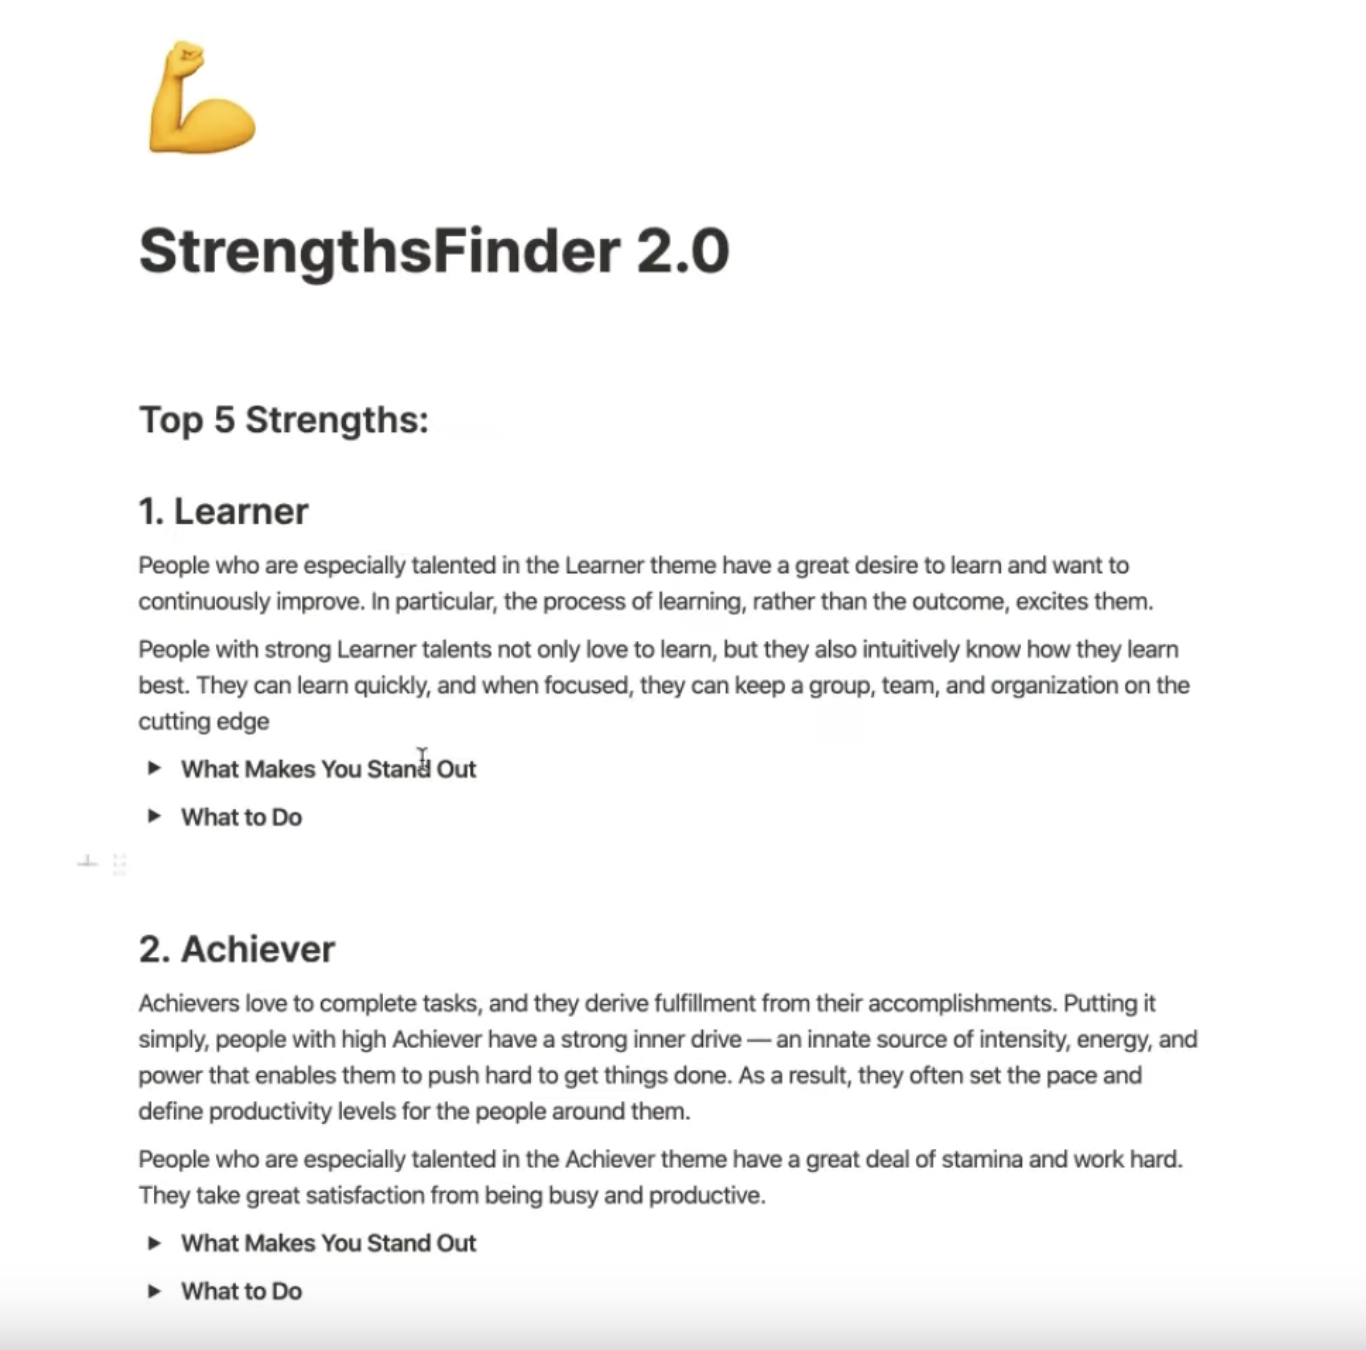 StrengthsFinder 2.0
Top 5 Strengths:
1. Learner
People who are especially talented in the Learner theme have a great desire to learn and want to
continuously improve. In particular, the process of learning, rather than the outcome, excites them.
People with strong Learner talents not only love to learn, but they also intuitively know how they learn
best. They can learn quickly, and when focused, they can keep a group, team, and organization on the
cutting edge
What Makes You Stand Out
What to Do
2. Achiever
Achievers love to complete tasks, and they derive fulfillment from their accomplishments. Putting it
simply, people with high Achiever have a strong inner drive — an innate source of intensity, energy, and
power that enables them to push hard to get things done. As a result, they often set the pace and
define productivity levels for the people around them.
People who are especially talented in the Achiever theme have a great deal of stamina and work hard.
They take great satisfaction from being busy and productive.
What Makes You Stand Out
What to Do